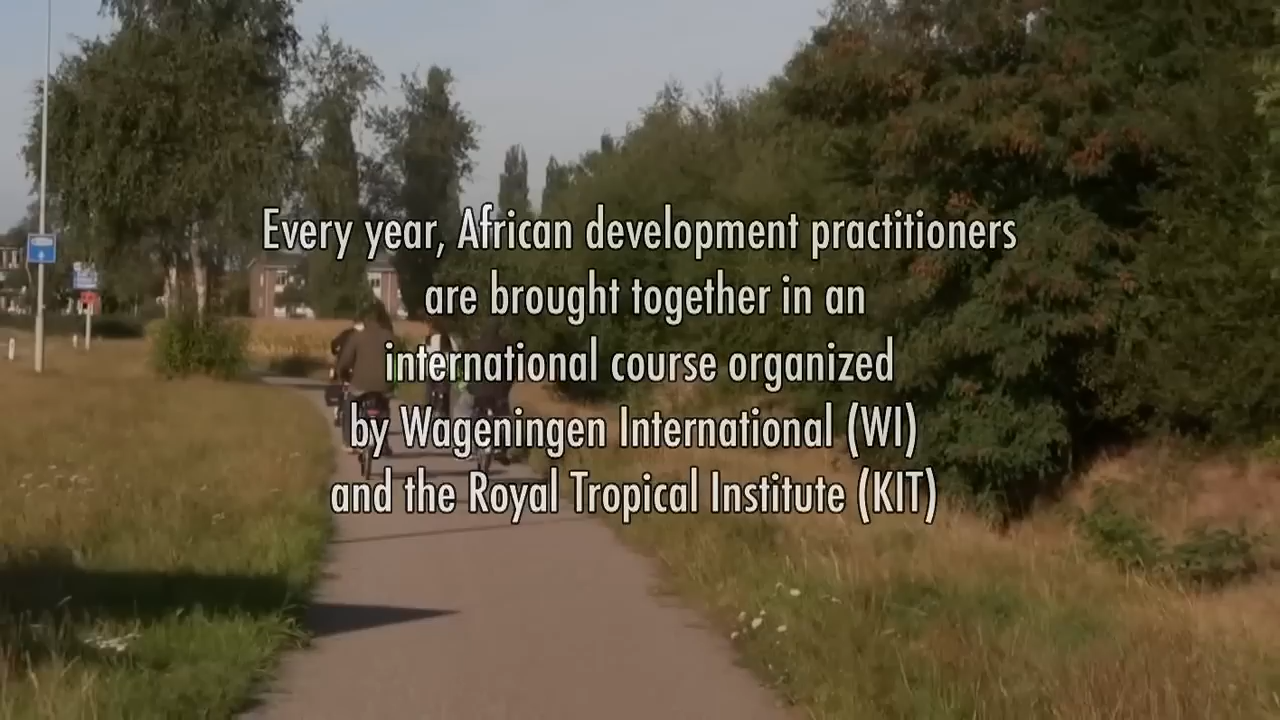 Every year, African development practitioners
are brought together in an
international course organized
by Wageningen International (WI)
and the Royal Tropical Institute (KIT)